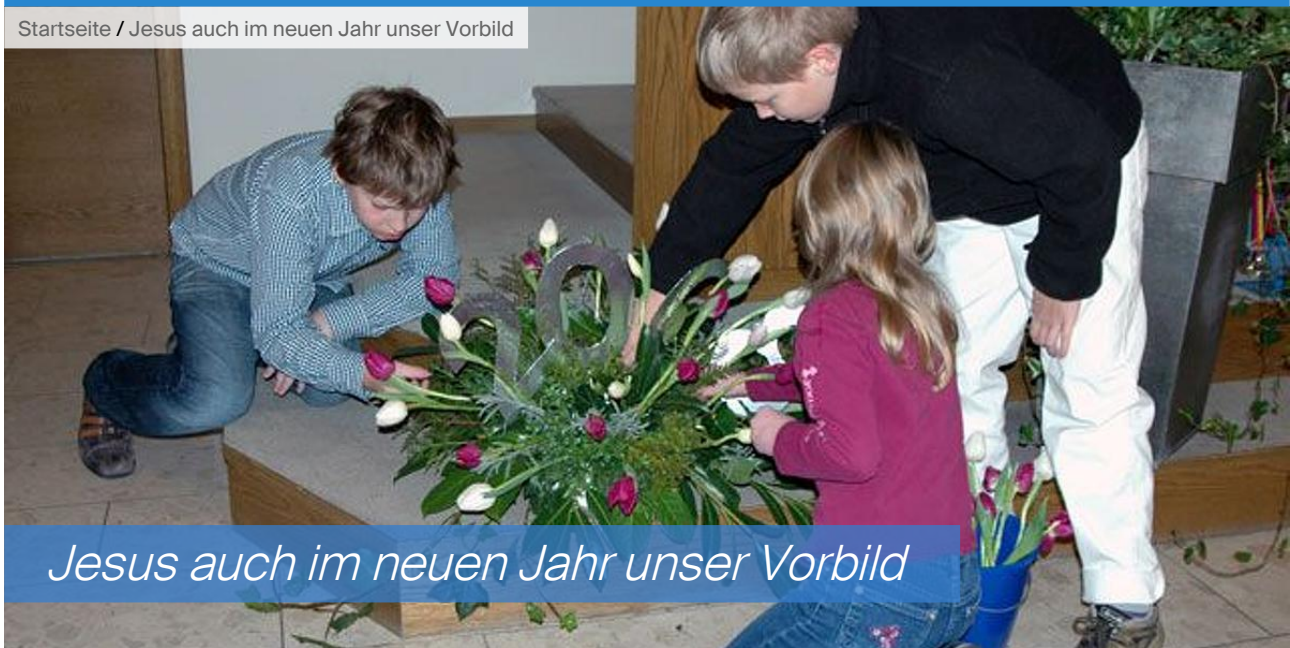 Startseite / Jesus auch im neuen Jahr unser Vorbild
Jesus auch im neuen Jahr unser Vorbild